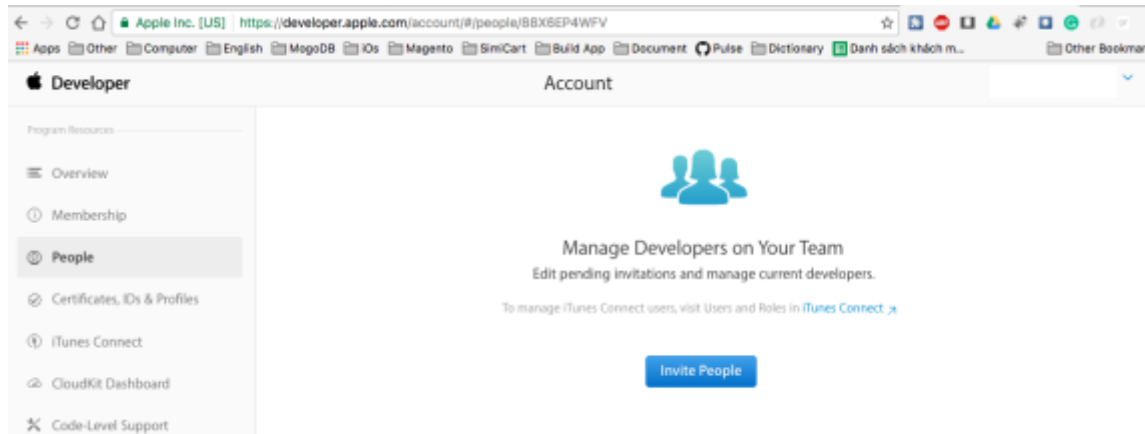 Apple Inc. [US] https://developer.apple.com/account/#/people/B8X6EP4WFV
Apps Other Computer English MogoDB iOs Magento SimiCart Build App Document Pulse Dictionary Danh sách khách m... Other Bookmar
Developer Account
Program Resources
Overview
Membership
People
Certificates, IDs & Profiles
iTunes Connect
CloudKit Dashboard
Code-Level Support
Manage Developers on Your Team
Edit pending invitations and manage current developers.
To manage iTunes Connect users, visit Users and Roles in iTunes Connect
Invite People